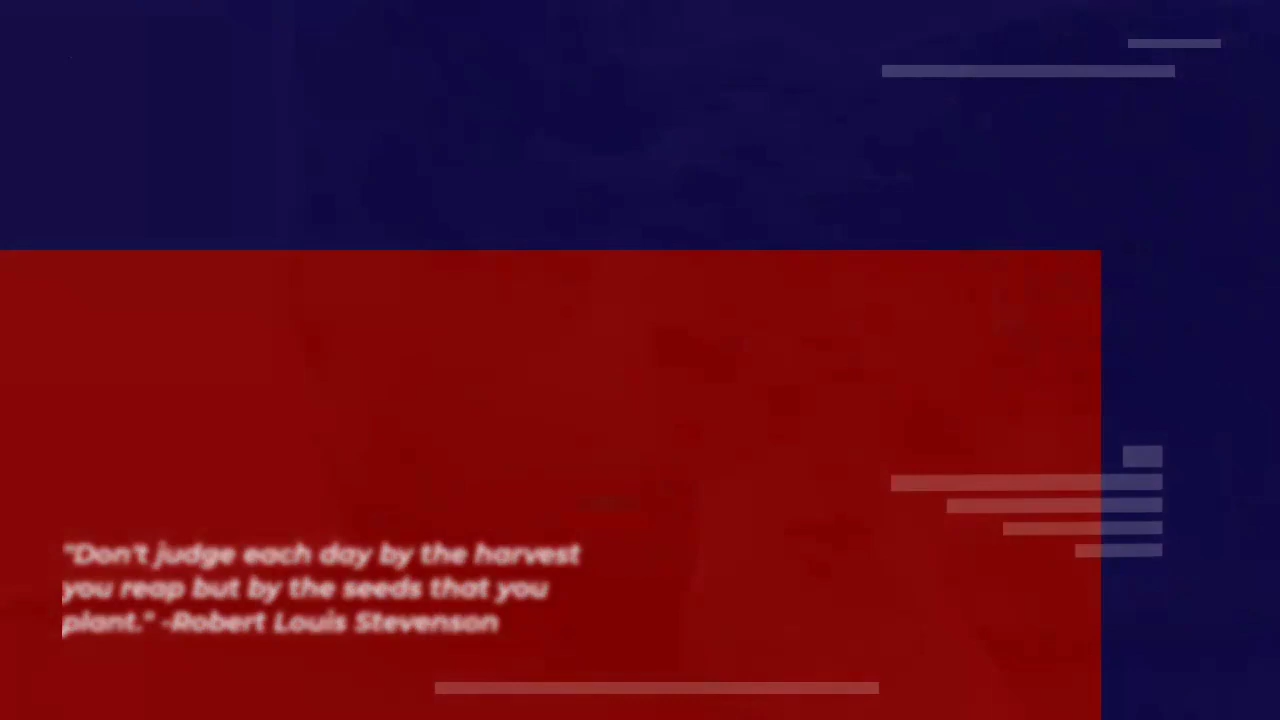 "Don't judge each day by the harvest
you reap but by the seeds that you
plant." -Robert Louis Stevenson